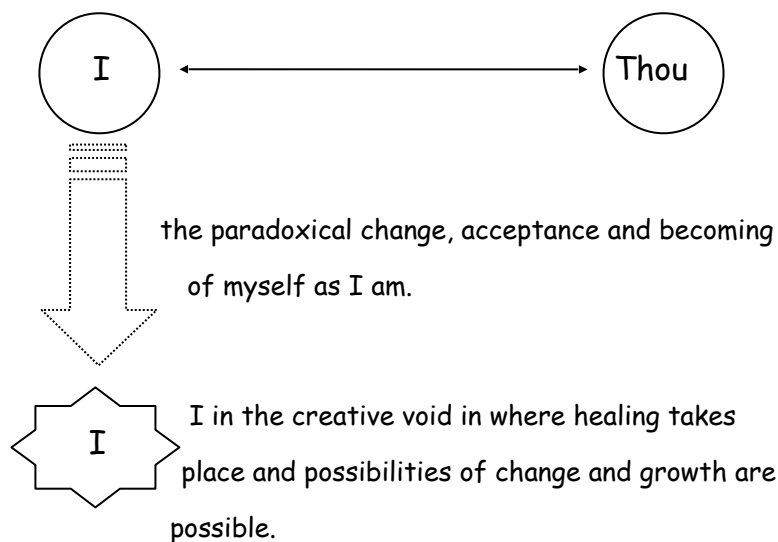 I Thou
the paradoxical change, acceptance and becoming
of myself as I am.
I
I in the creative void in where healing takes
place and possibilities of change and growth are
possible.